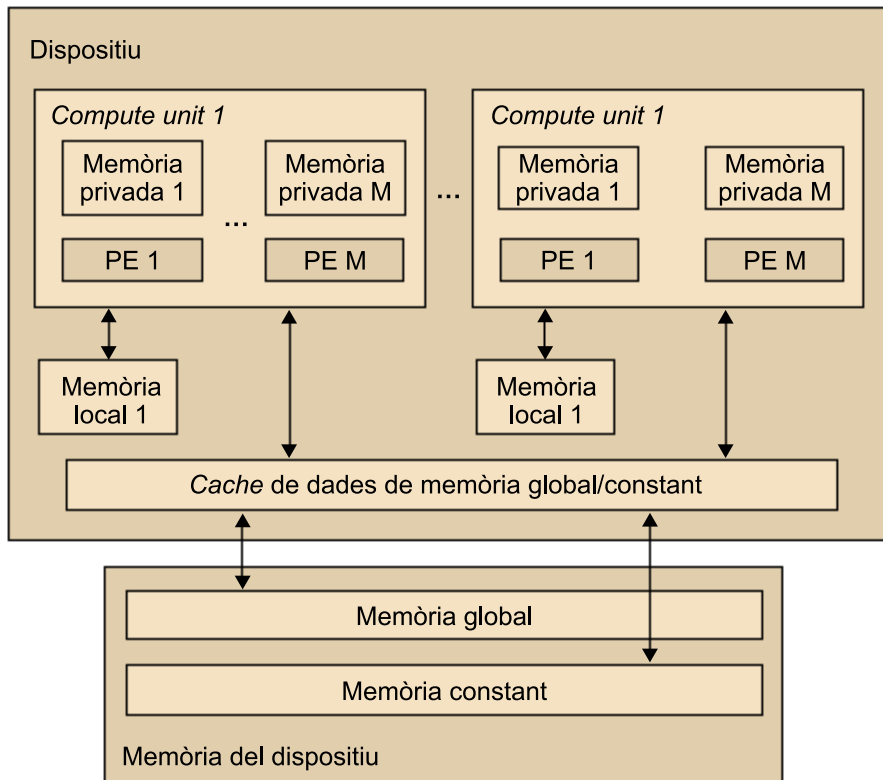 Dispositiu
Compute unit 1
Memòria
privada 1
Memòria
privada M
...
PE 1
PE M
...
Compute unit 1
Memòria
privada 1
Memòria
privada M
PE 1
PE M
Memòria
local 1
Memòria
local 1
Cache de dades de memòria global/constant
Memòria global
Memòria constant
Memòria del dispositiu